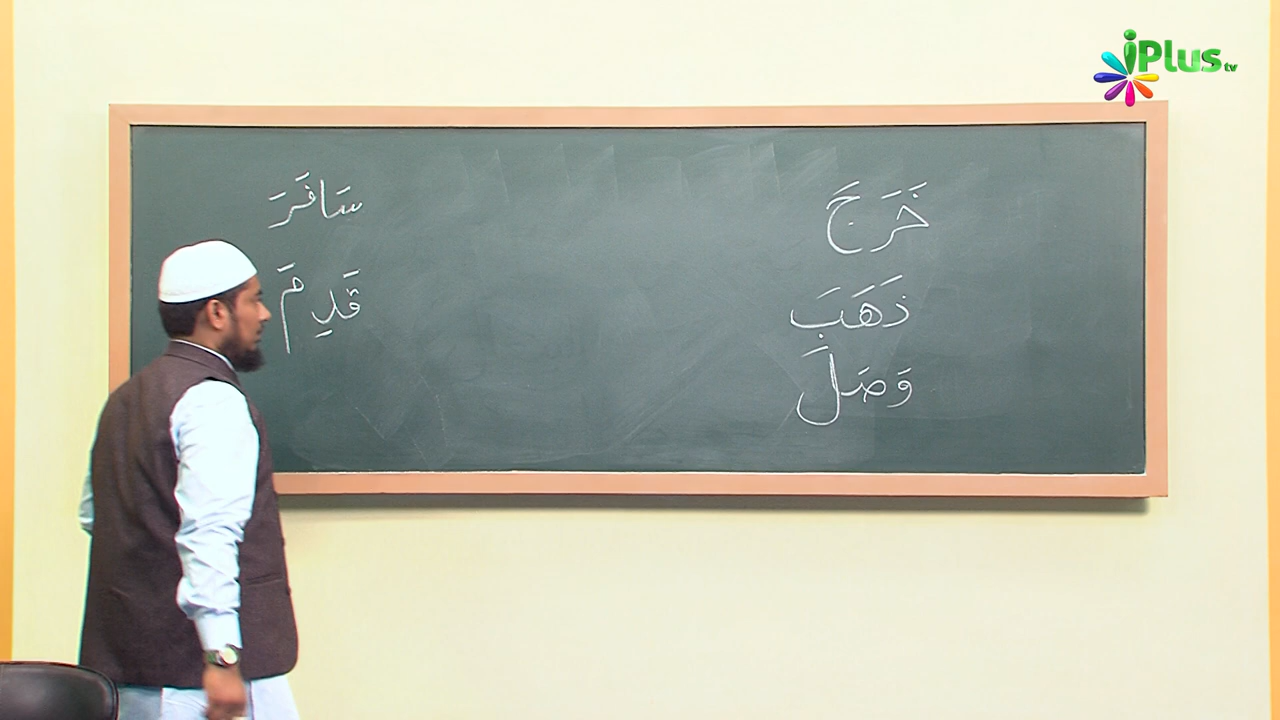 iPlus tv
خَرَجَ
ذَهَبَ
وَصَلَ
سَافَرَ
قَدِمَ